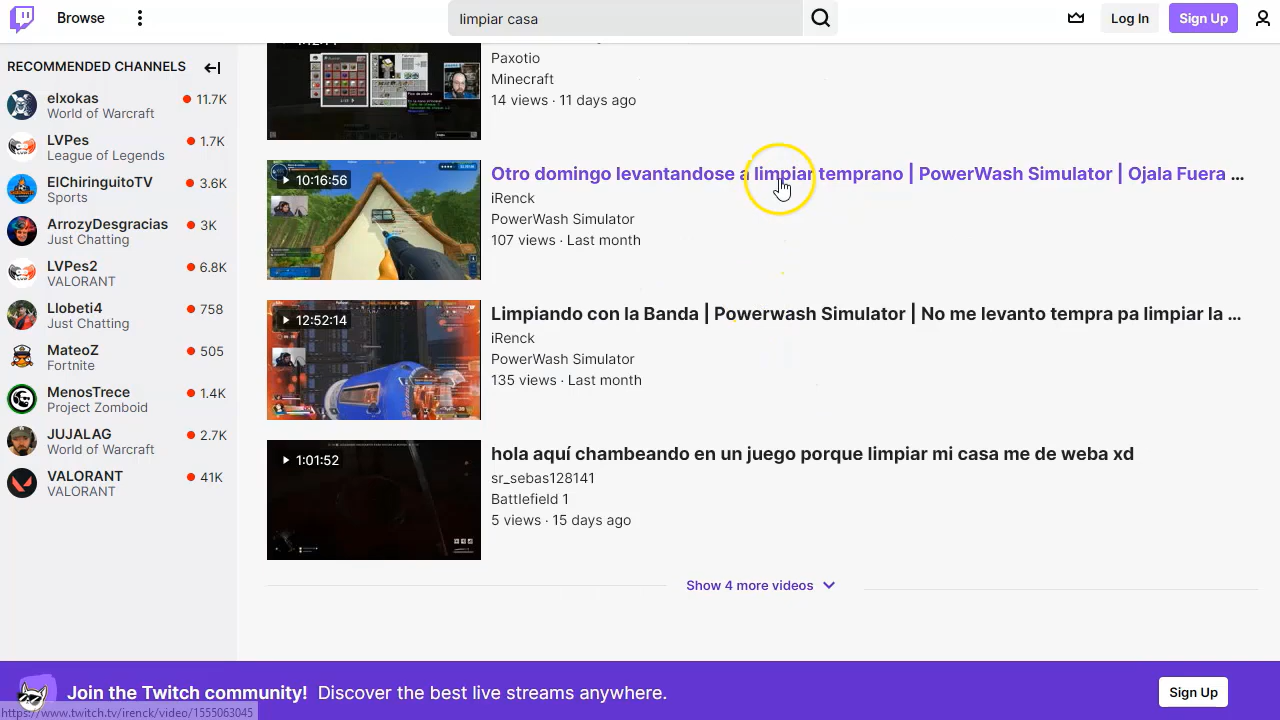 Browse
limpiar casa
Log In
Sign Up
RECOMMENDED CHANNELS
elxokas
11.7K
World of Warcraft
LVPes
1.7K
League of Legends
ElChiringuitoTV
3.6K
Sports
ArrozyDesgracias
3K
Just Chatting
LVPes2
6.8K
VALORANT
Llobeti4
758
Just Chatting
MateoZ
505
Fortnite
MenosTrece
1.4K
Project Zomboid
JUJALAG
2.7K
World of Warcraft
VALORANT
41K
VALORANT
Paxotio
Minecraft
14 views · 11 days ago
10:16:56
Otro domingo levantandose a limpiar temprano | PowerWash Simulator | Ojala Fuera ...
iRenck
PowerWash Simulator
107 views · Last month
12:52:14
Limpiando con la Banda | Powerwash Simulator | No me levanto tempra pa limpiar la ...
iRenck
PowerWash Simulator
135 views · Last month
1:01:52
hola aquí chambeando en un juego porque limpiar mi casa me de weba xd
sr_sebas128141
Battlefield 1
5 views · 15 days ago
Show 4 more videos
Join the Twitch community! Discover the best live streams anywhere.
Sign Up
https://www.twitch.tv/irenck/video/1555063045